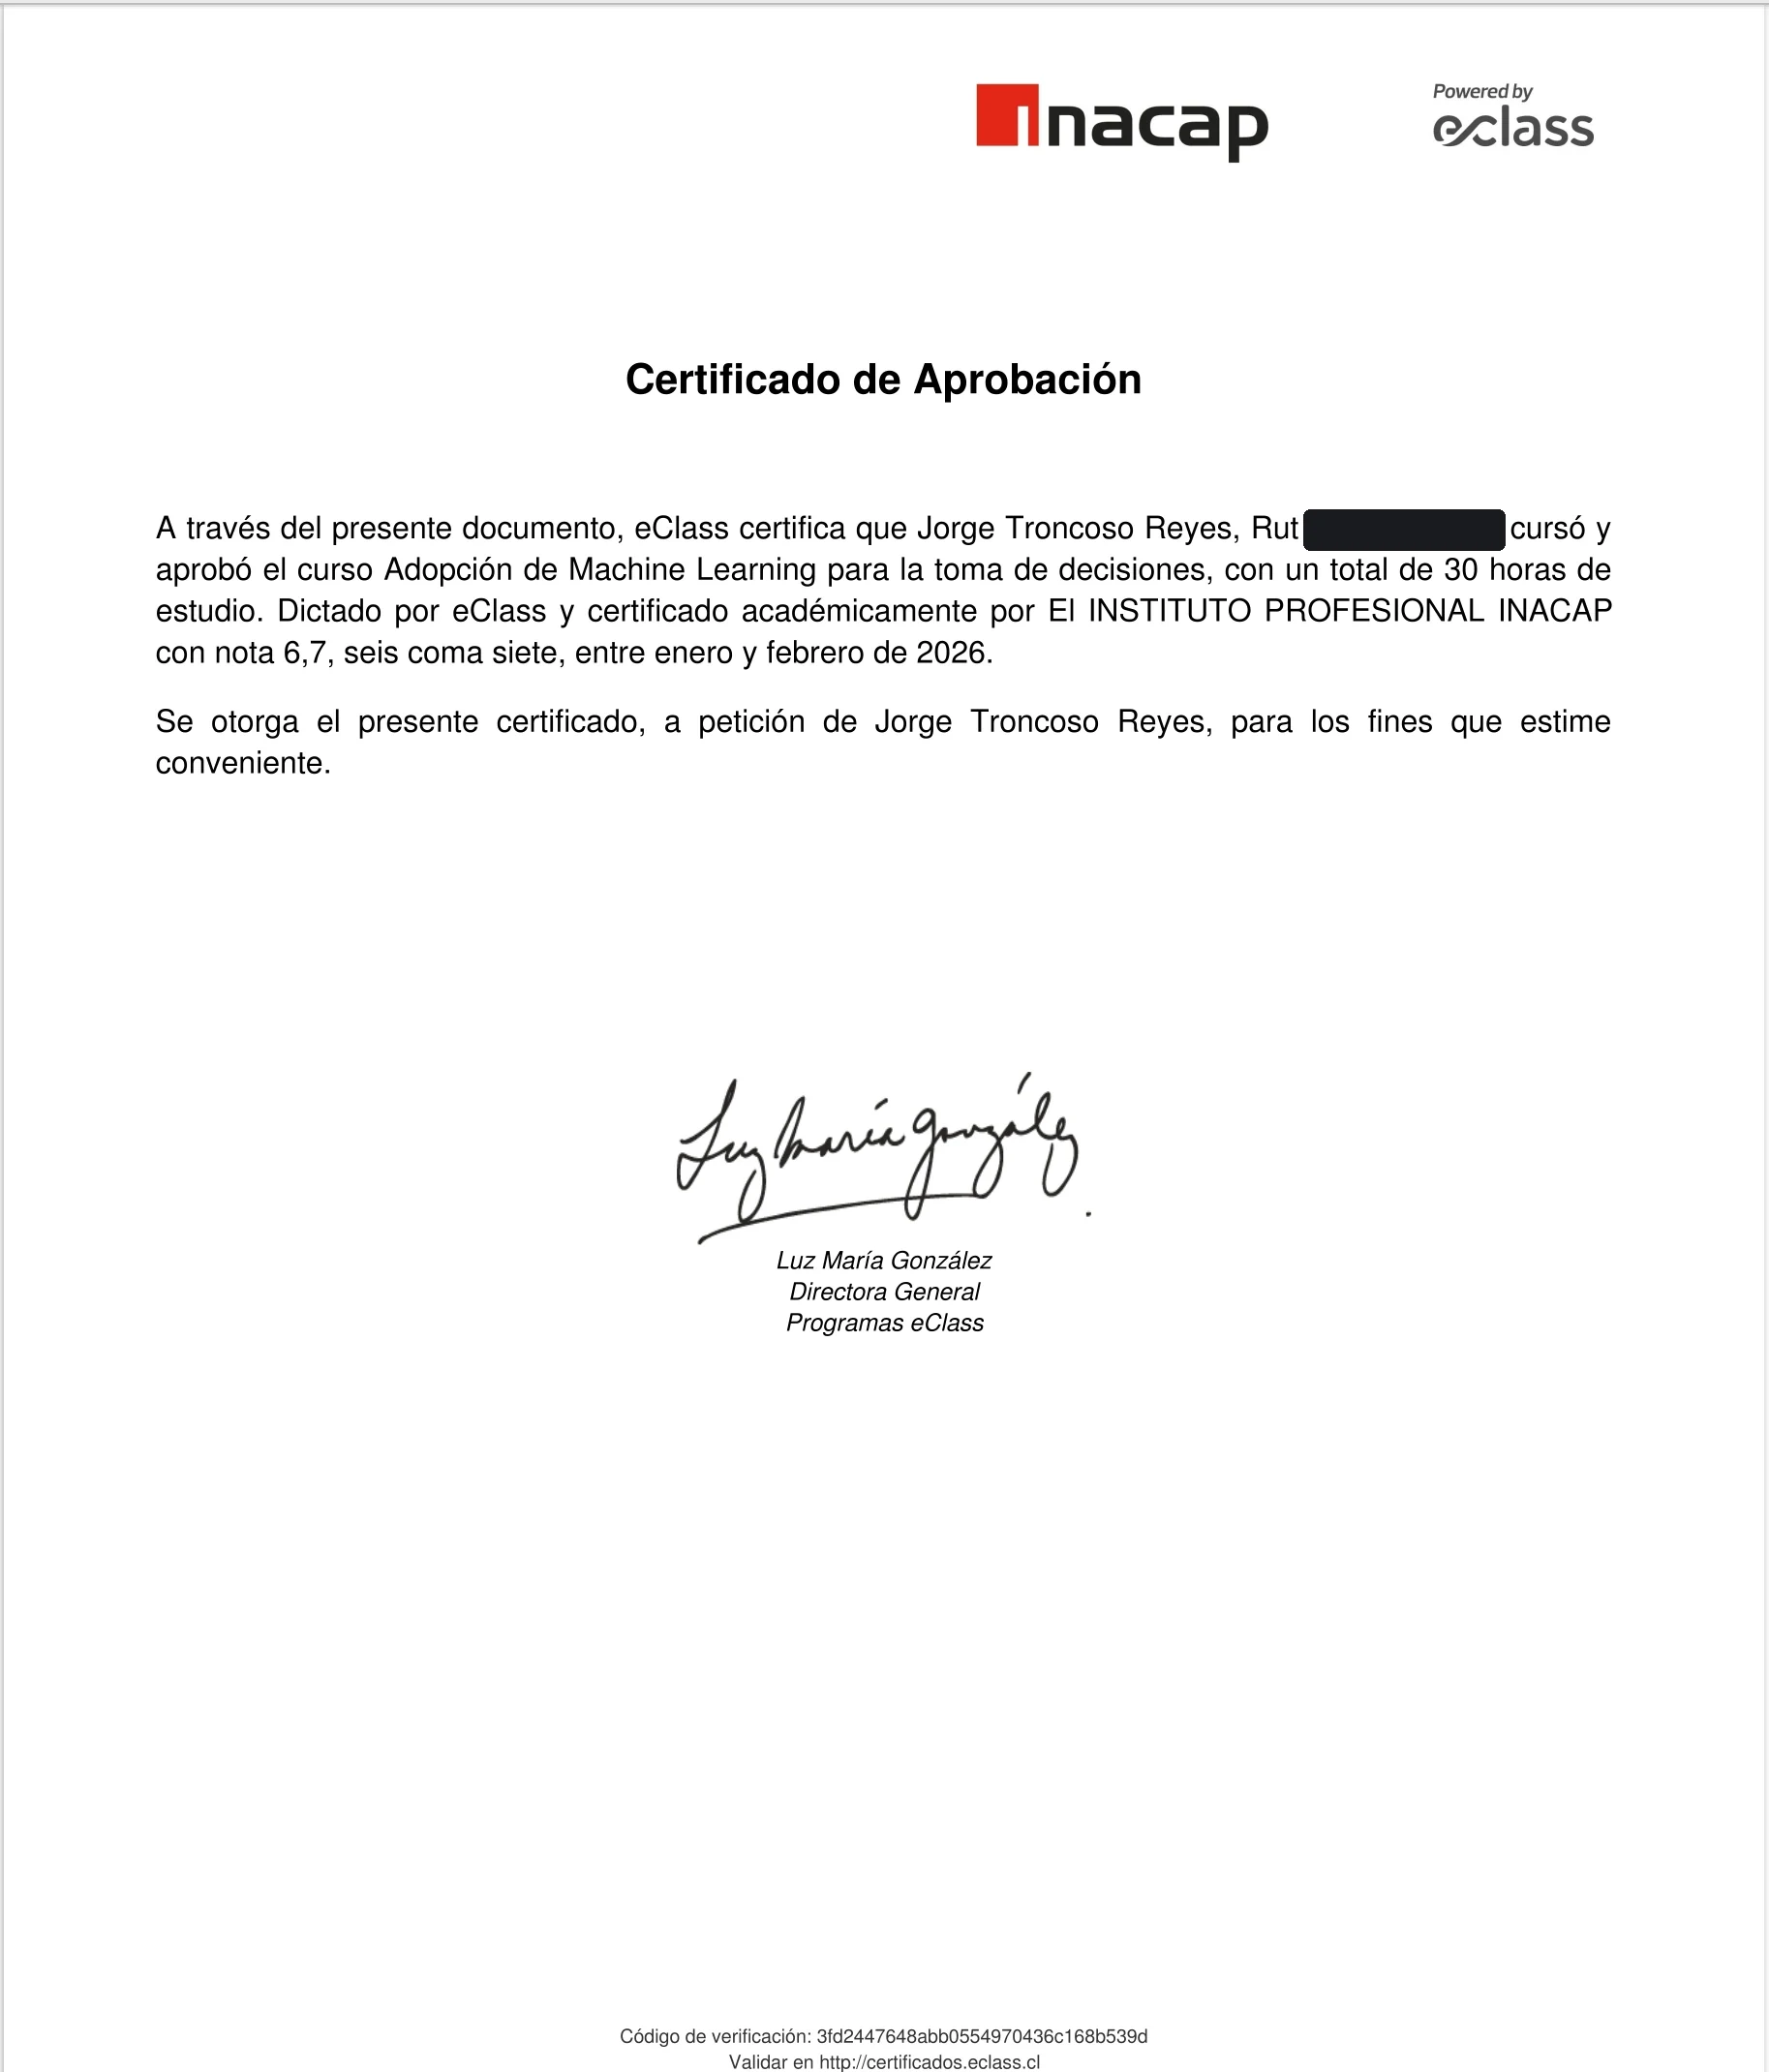 inacap
Powered by
eclass
Certificado de Aprobación
A través del presente documento, eClass certifica que Jorge Troncoso Reyes, Rut cursó y
aprobó el curso Adopción de Machine Learning para la toma de decisiones, con un total de 30 horas de
estudio. Dictado por eClass y certificado académicamente por El INSTITUTO PROFESIONAL INACAP
con nota 6,7, seis coma siete, entre enero y febrero de 2026.
Se otorga el presente certificado, a petición de Jorge Troncoso Reyes, para los fines que estime
conveniente.
Luz María González
Luz María González
Directora General
Programas eClass
Código de verificación: 3fd2447648abb0554970436c168b539d
Validar en http://certificados.eclass.cl